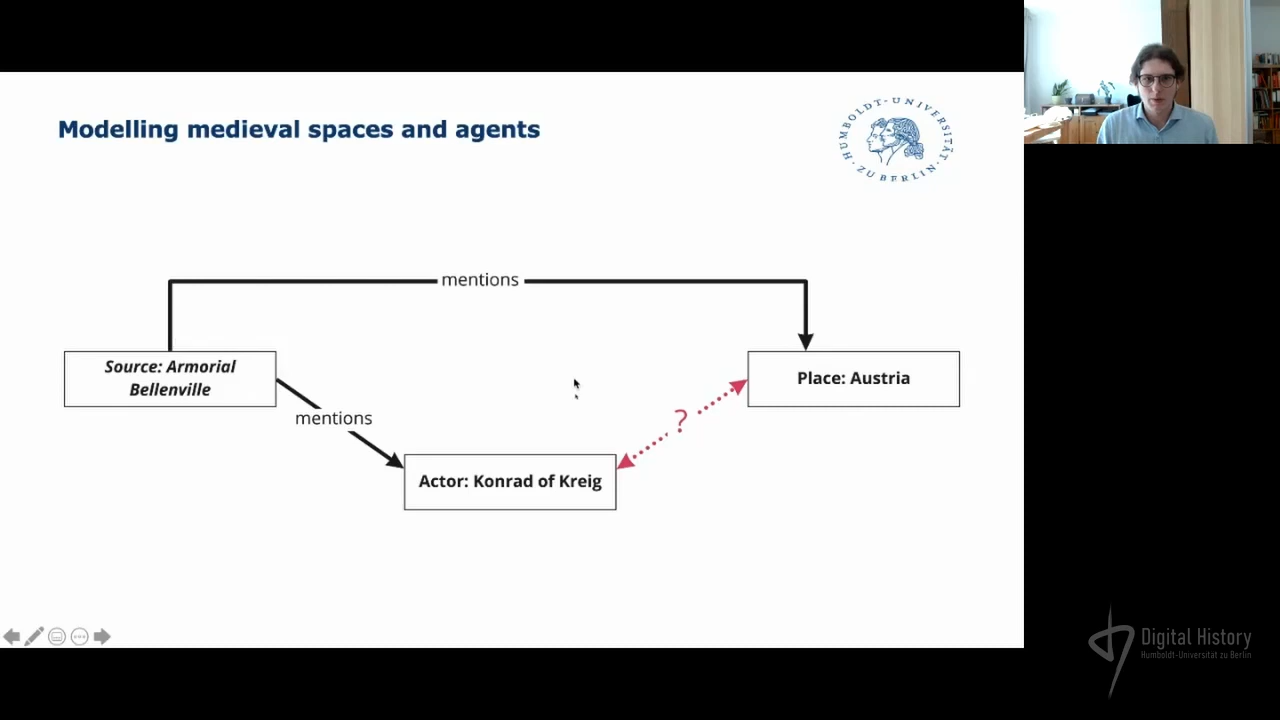 Modelling medieval spaces and agents
HUMBOLDT-UNIVERSITÄT
ZU BERLIN
mentions
Source: Armorial
Bellenville
Place: Austria
mentions
?
Actor: Konrad of Kreig
Digital History
Humboldt-Universität zu Berlin